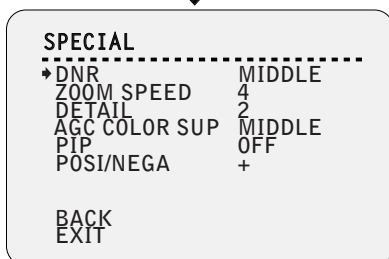 SPECIAL
DNR MIDDLE
ZOOM SPEED 4
DETAIL 2
AGC COLOR SUP MIDDLE
PIP OFF
POSI/NEGA +
BACK
EXIT